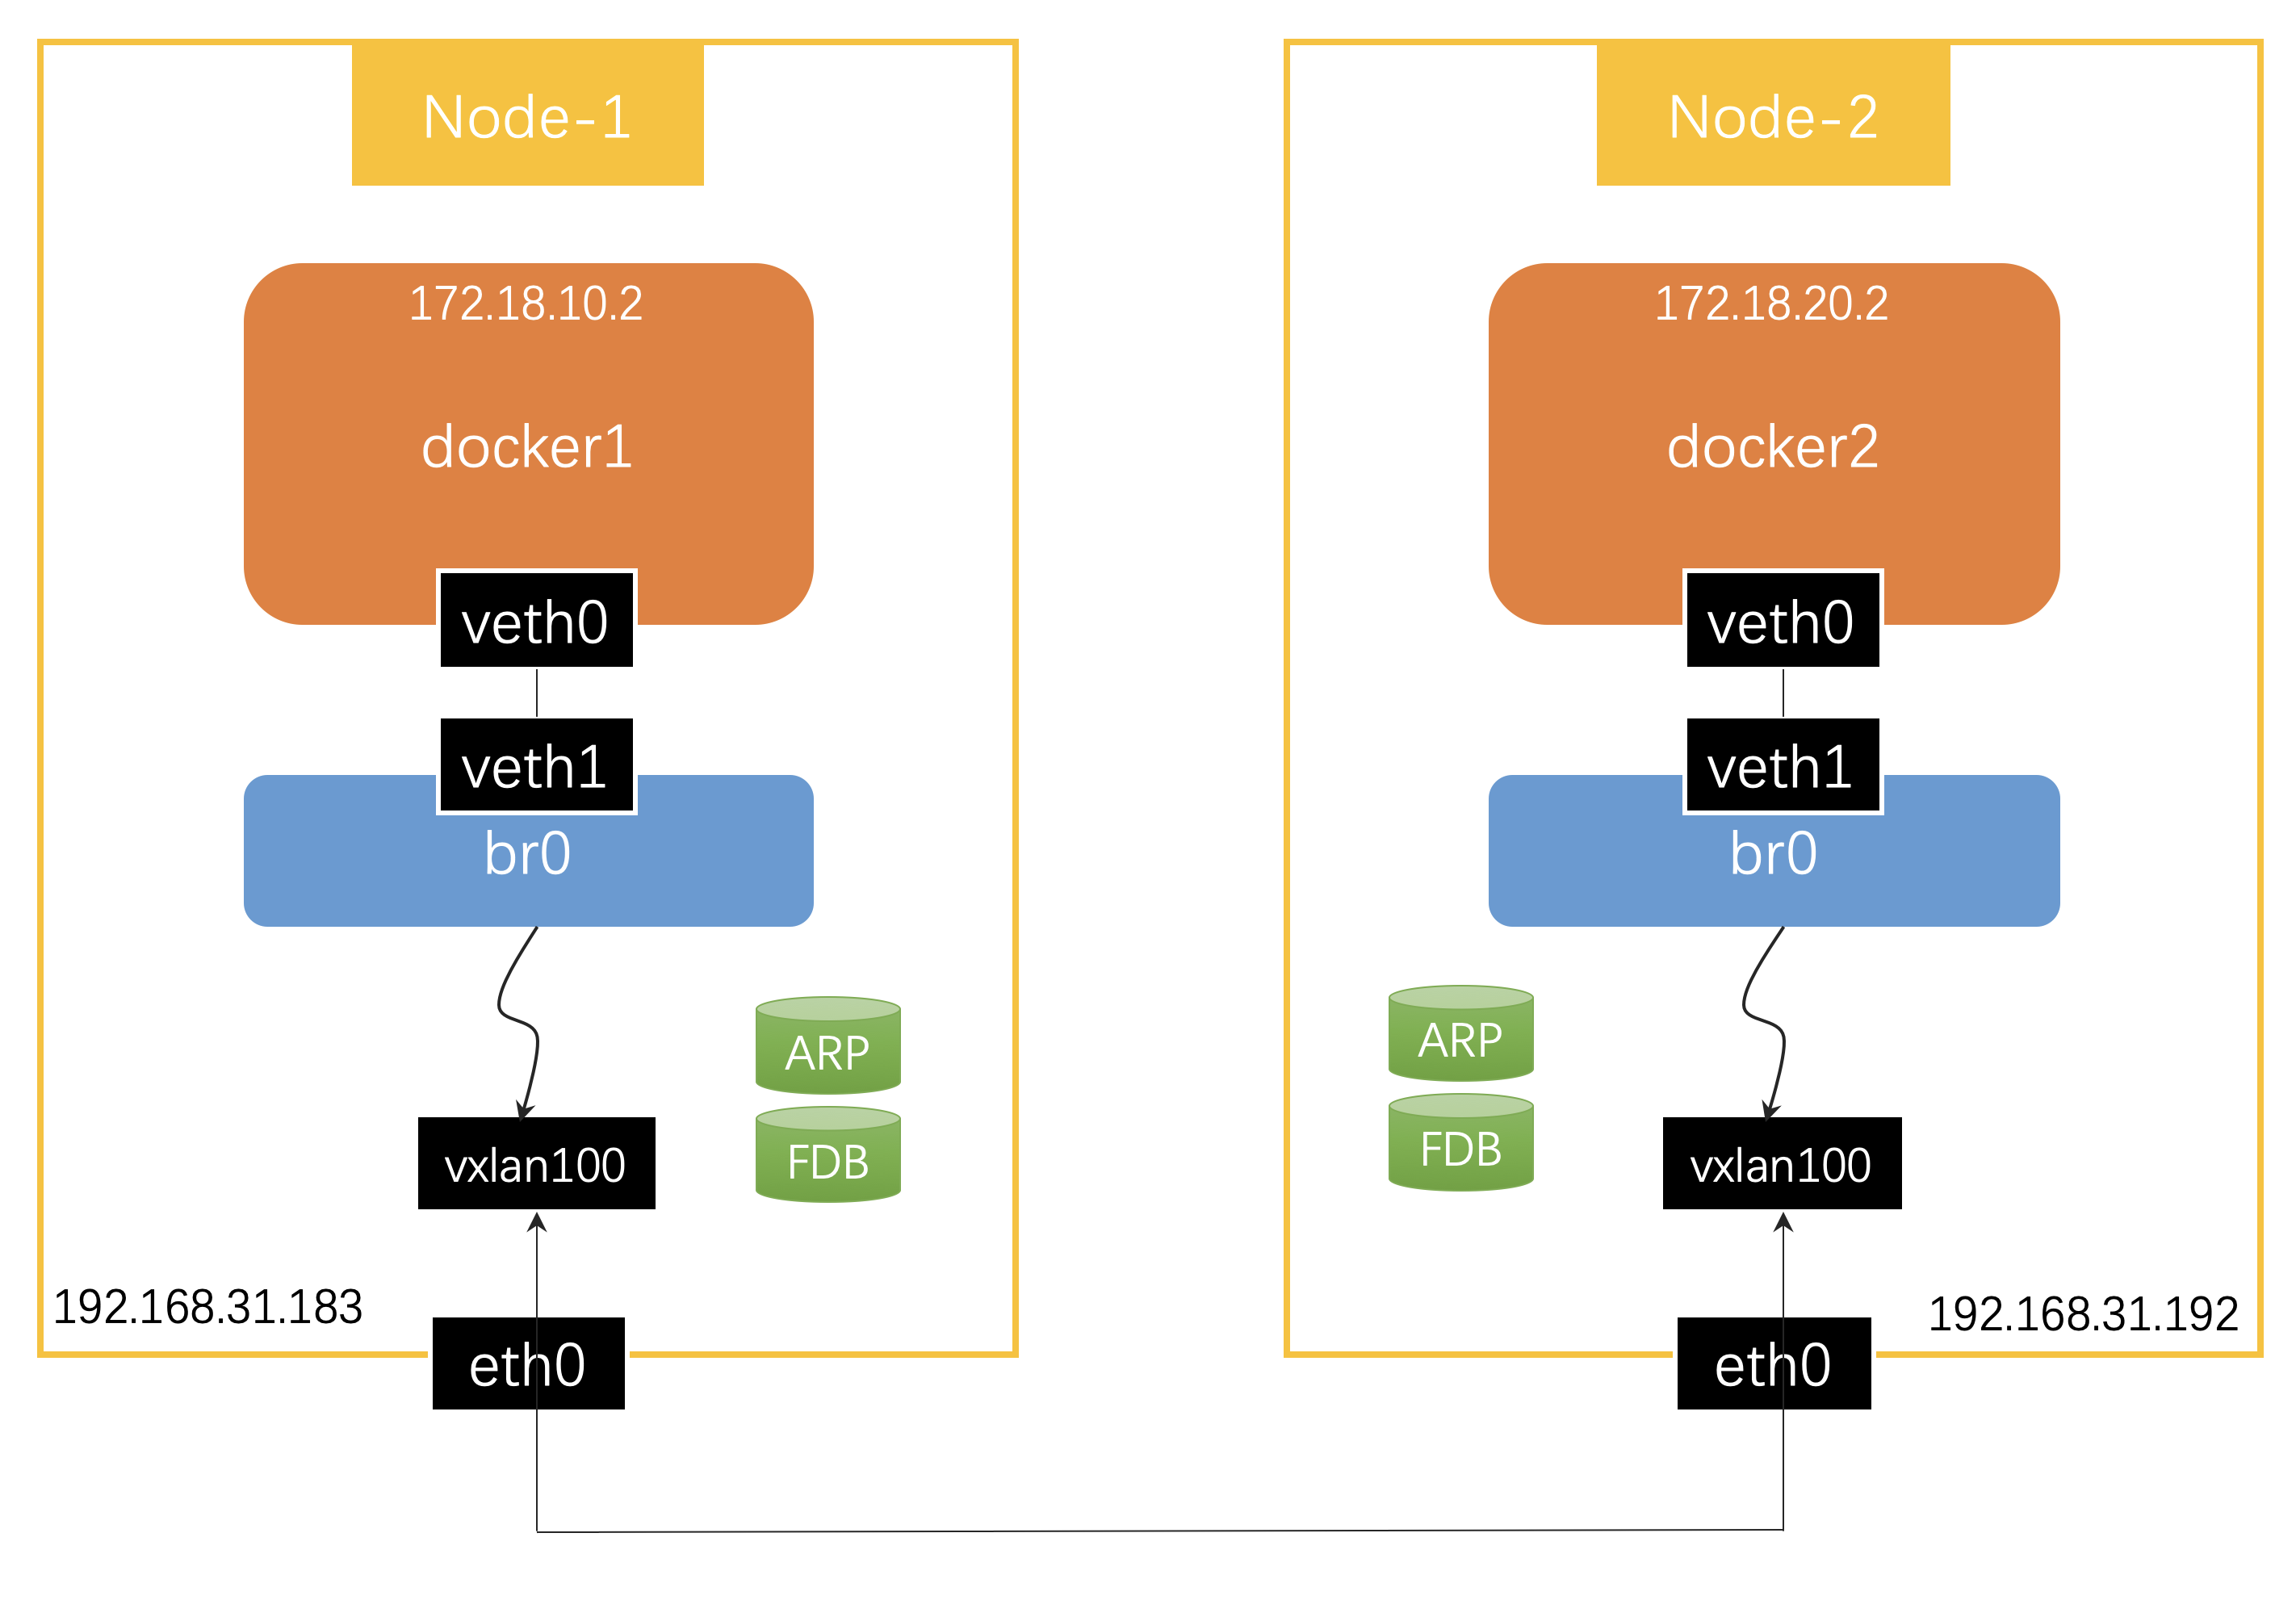 Node-1
172.18.10.2
docker1
veth0
veth1
br0
ARP
FDB
vxlan100
192.168.31.183
eth0
Node-2
172.18.20.2
docker2
veth0
veth1
br0
ARP
FDB
vxlan100
192.168.31.192
eth0